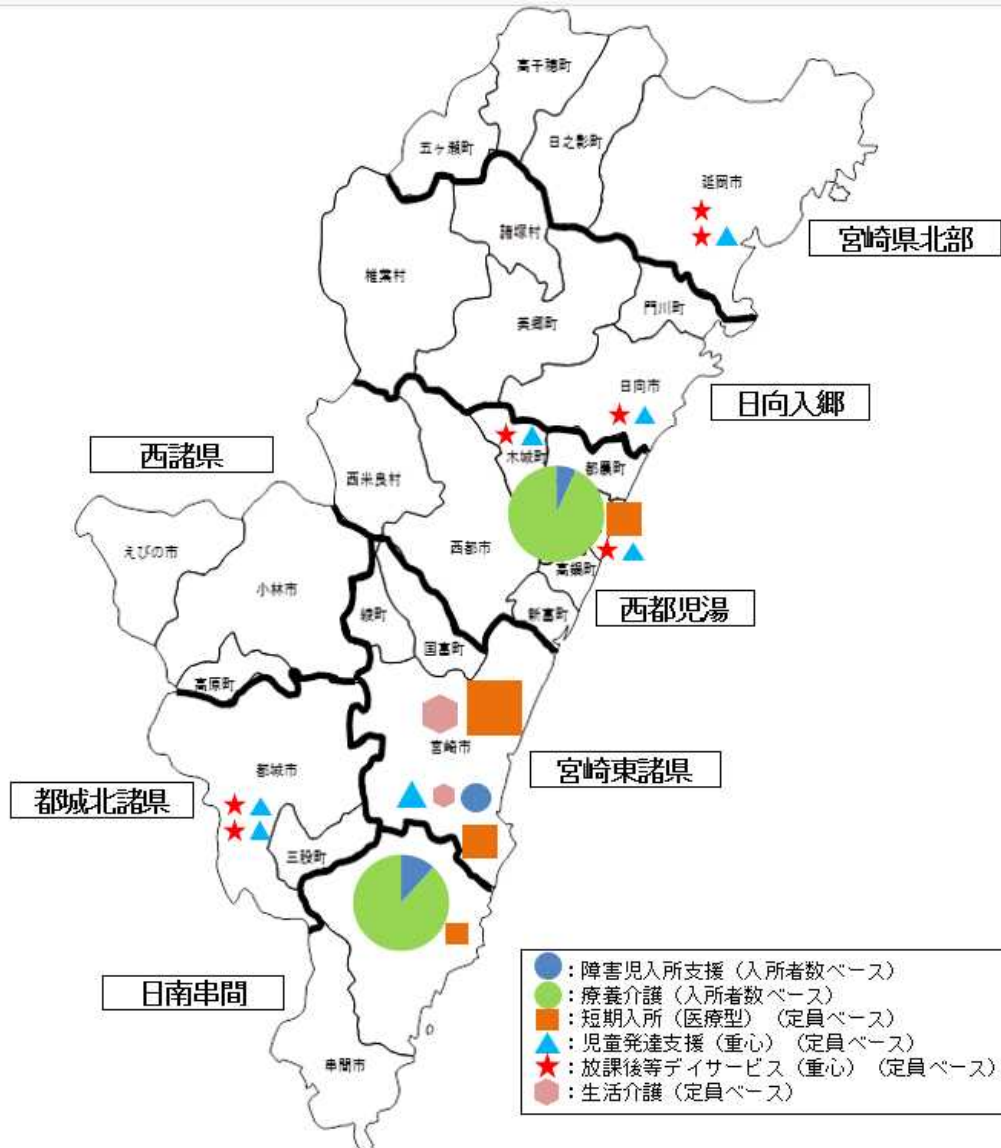 高千穂町
五ヶ瀬町
日之影町
延岡市
宮崎県北部
諸塚村
椎葉村
美郷町
門川町
日向市
日向入郷
西諸県
木城町
都農町
西米良村
えびの市
西都市
小林市
高鍋町
綾町
新富町
西都児湯
国富町
高原町
宮崎市
宮崎東諸県
都城市
都城北諸県
三股町
日南串間
串間市
：障害児入所支援（入所者数ベース）
：療養介護（入所者数ベース）
：短期入所（医療型）（定員ベース）
：児童発達支援（重心）（定員ベース）
：放課後等デイサービス（重心）（定員ベース）
：生活介護（定員ベース）